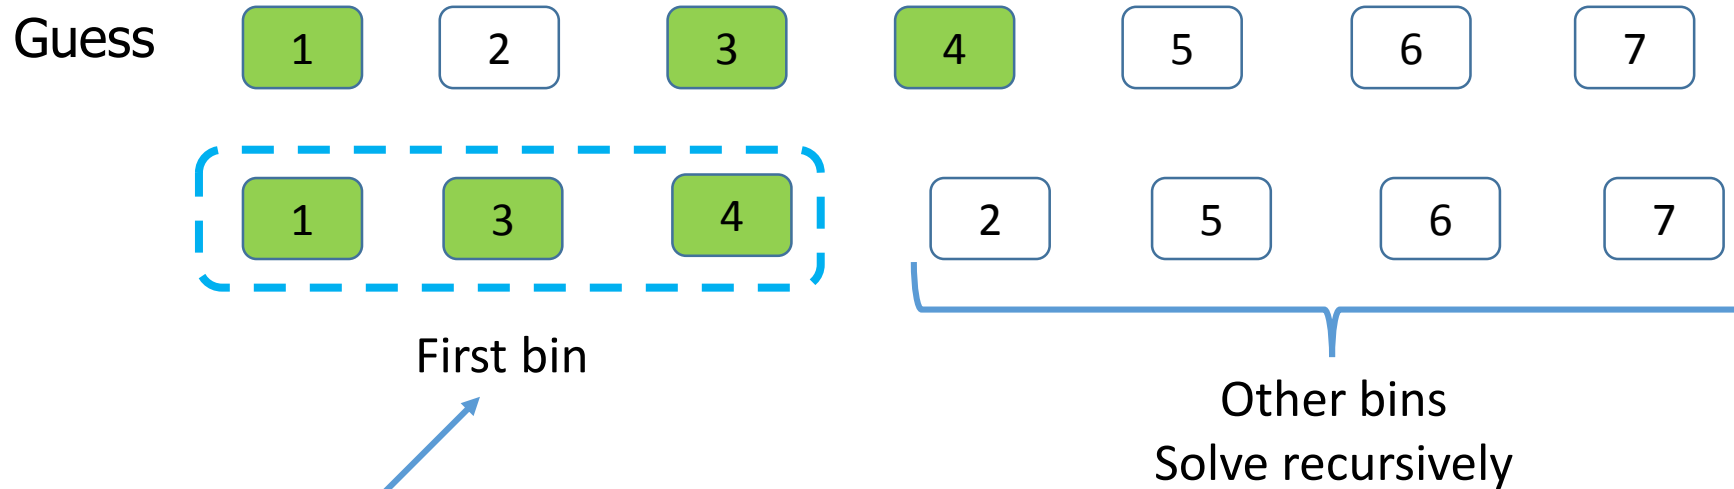 Guess 1 2 3 4 5 6 7
1 3 4 2 5 6 7
First bin
Other bins
Solve recursively